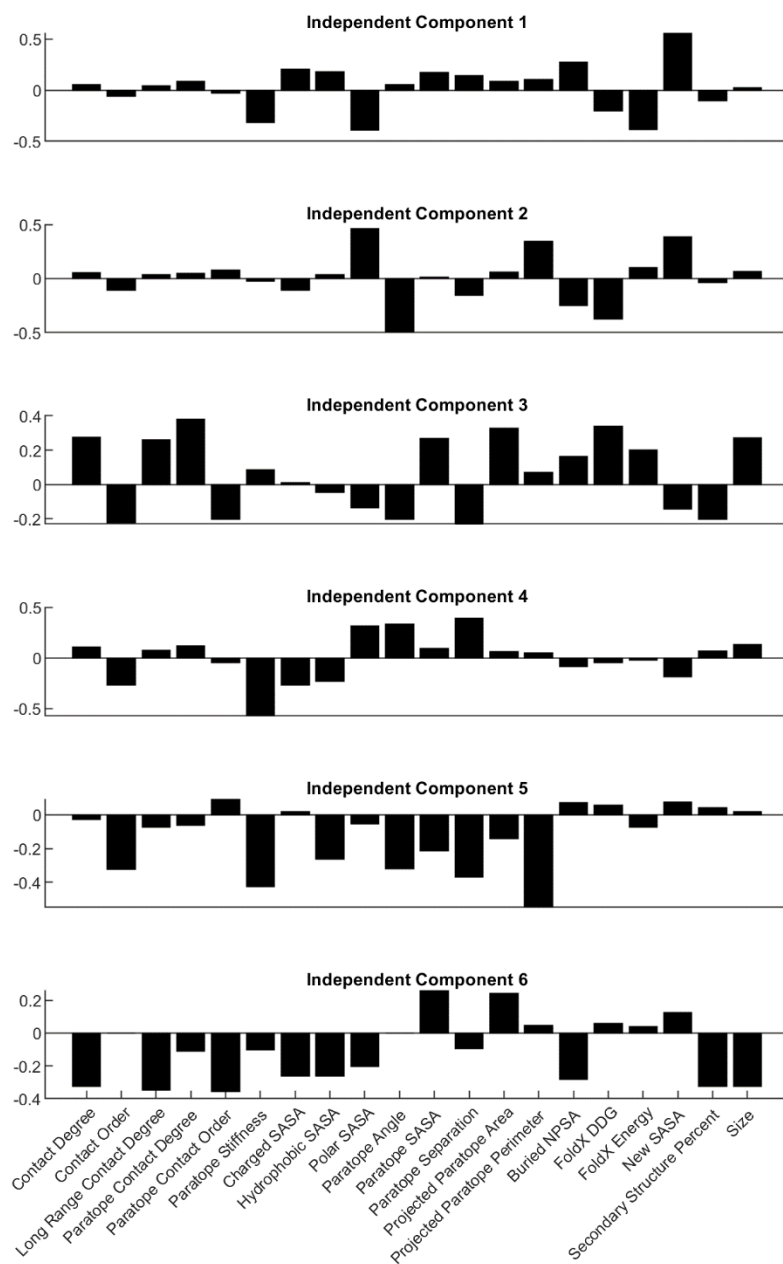 Independent Component 1
0.5
0
-0.5
Independent Component 2
0.5
0
-0.5
Independent Component 3
0.4
0.2
0
-0.2
Independent Component 4
0.5
0
-0.5
Independent Component 5
0
-0.2
-0.4
Independent Component 6
0.2
0
-0.2
-0.4
Contact Degree
Contact Order
Long Range Contact Degree
Paratope Contact Degree
Paratope Contact Order
Paratope Stiffness
Charged SASA
Hydrophobic SASA
Polar SASA
Paratope Angle
Paratope SASA
Paratope Separation
Projected Paratope Area
Projected Paratope Perimeter
Buried NPSA
FoldX DDG
FoldX Energy
New SASA
Secondary Structure Percent
Size